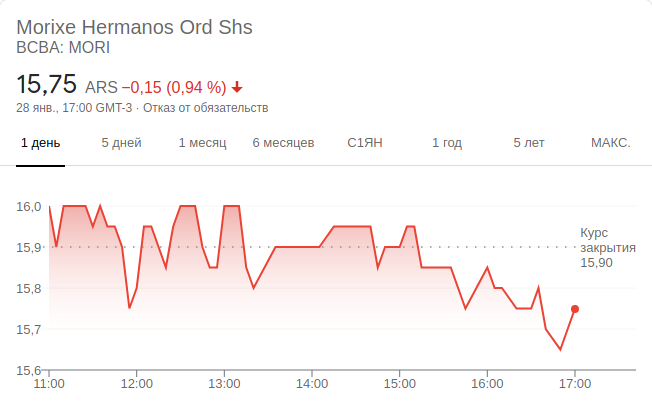 Morixe Hermanos Ord Shs
BCBA: MORI
15,75 ARS −0,15 (0,94 %)
28 янв., 17:00 GMT-3 · Отказ от обязательств
1 день 5 дней 1 месяц 6 месяцев С1ЯН 1 год 5 лет МАКС.
16,0
Курс
15,9 закрытия
15,90
15,8
15,7
15,6
11:00 12:00 13:00 14:00 15:00 16:00 17:00